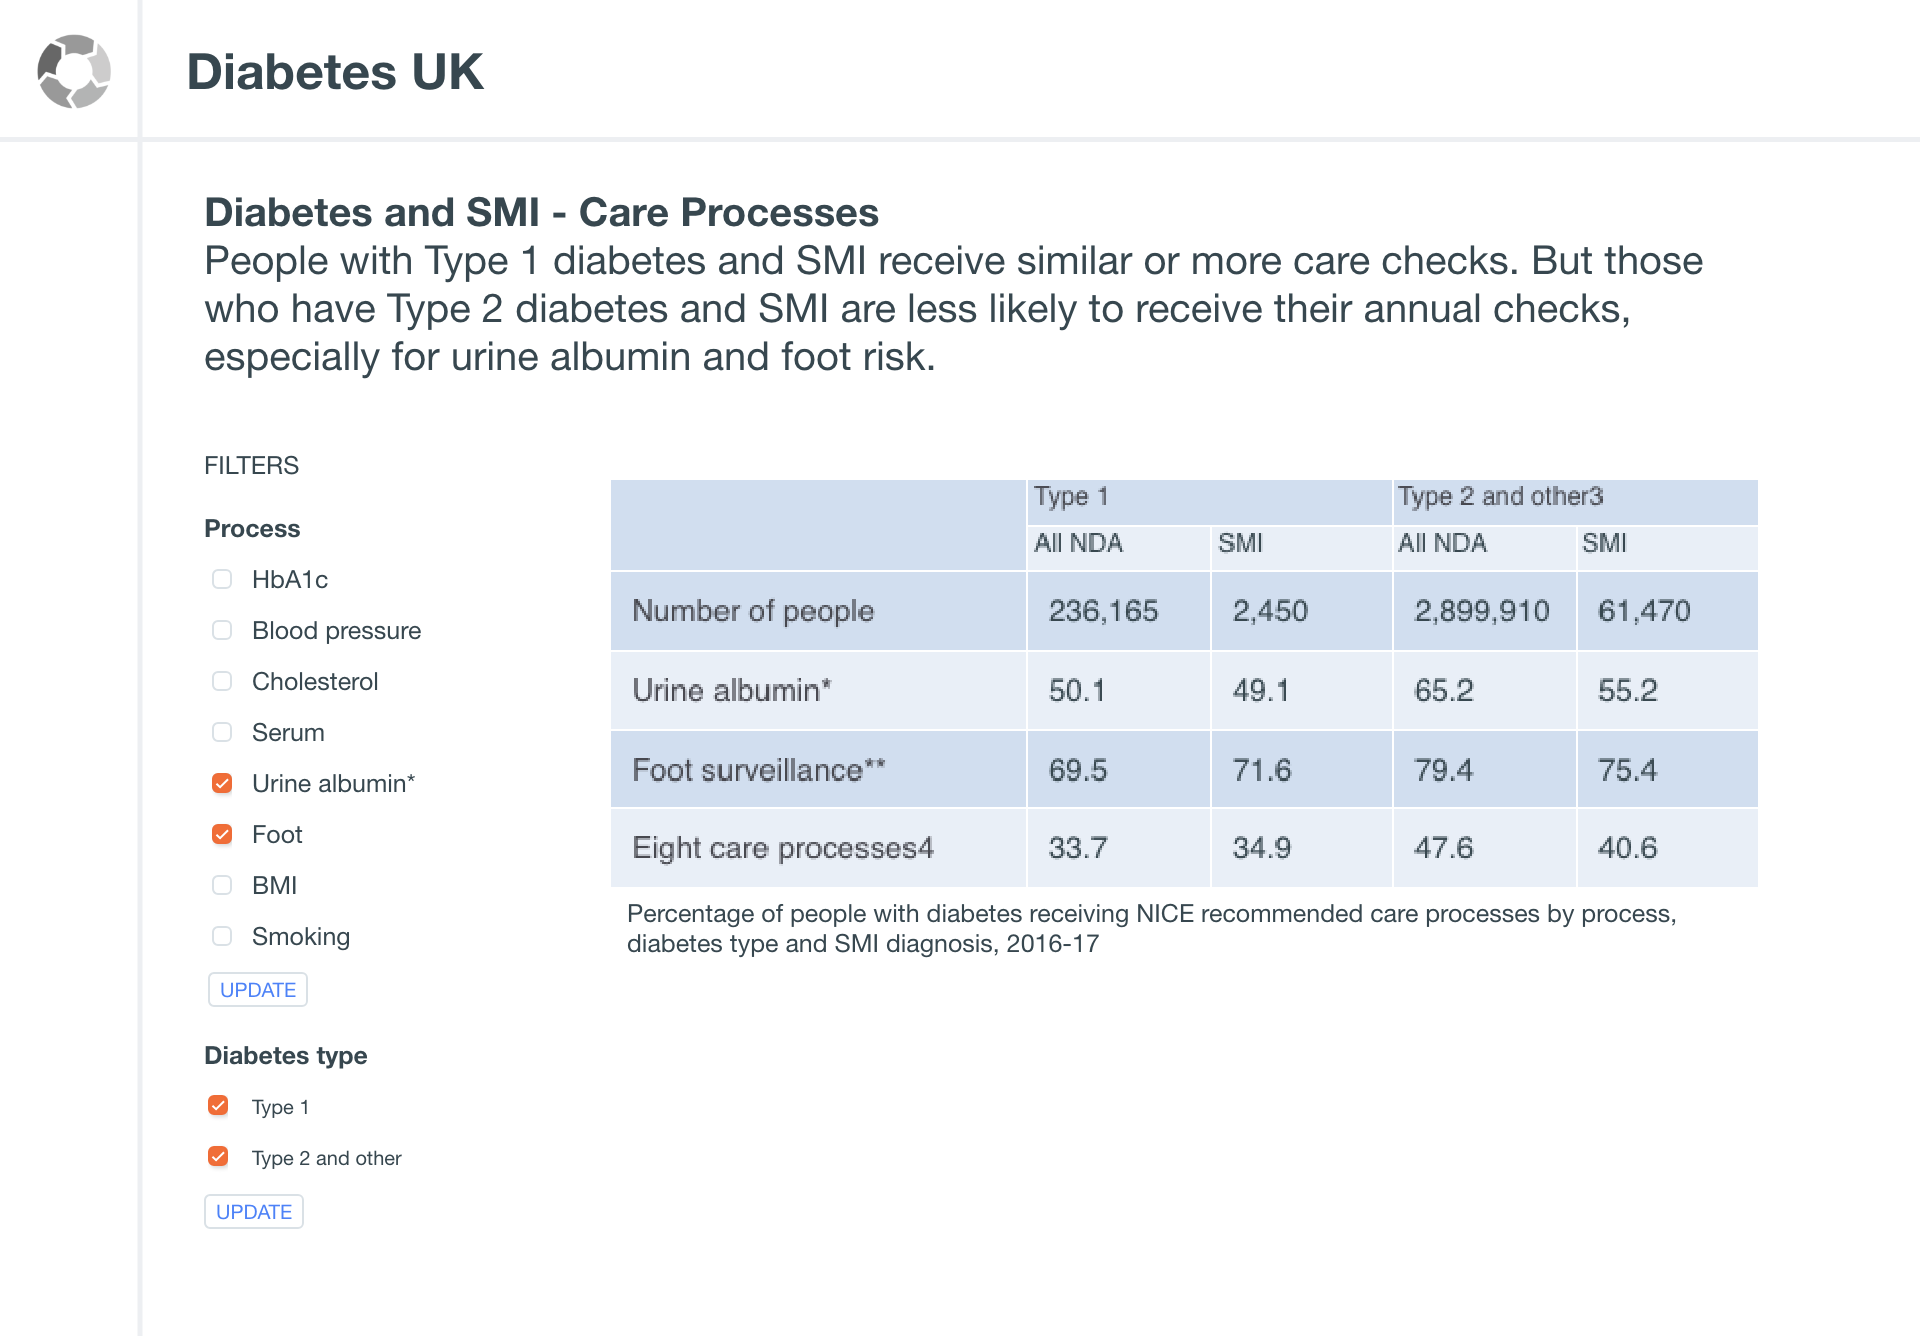 Diabetes UK
Diabetes and SMI - Care Processes
People with Type 1 diabetes and SMI receive similar or more care checks. But those
who have Type 2 diabetes and SMI are less likely to receive their annual checks,
especially for urine albumin and foot risk.
FILTERS
Process
HbA1c
Blood pressure
Cholesterol
Serum
Urine albumin*
Foot
BMI
Smoking
UPDATE
Diabetes type
Type 1
Type 2 and other
UPDATE
Type 1 Type 2 and other3
All NDA SMI All NDA SMI
Number of people 236,165 2,450 2,899,910 61,470
Urine albumin* 50.1 49.1 65.2 55.2
Foot surveillance** 69.5 71.6 79.4 75.4
Eight care processes4 33.7 34.9 47.6 40.6
Percentage of people with diabetes receiving NICE recommended care processes by process,
diabetes type and SMI diagnosis, 2016-17